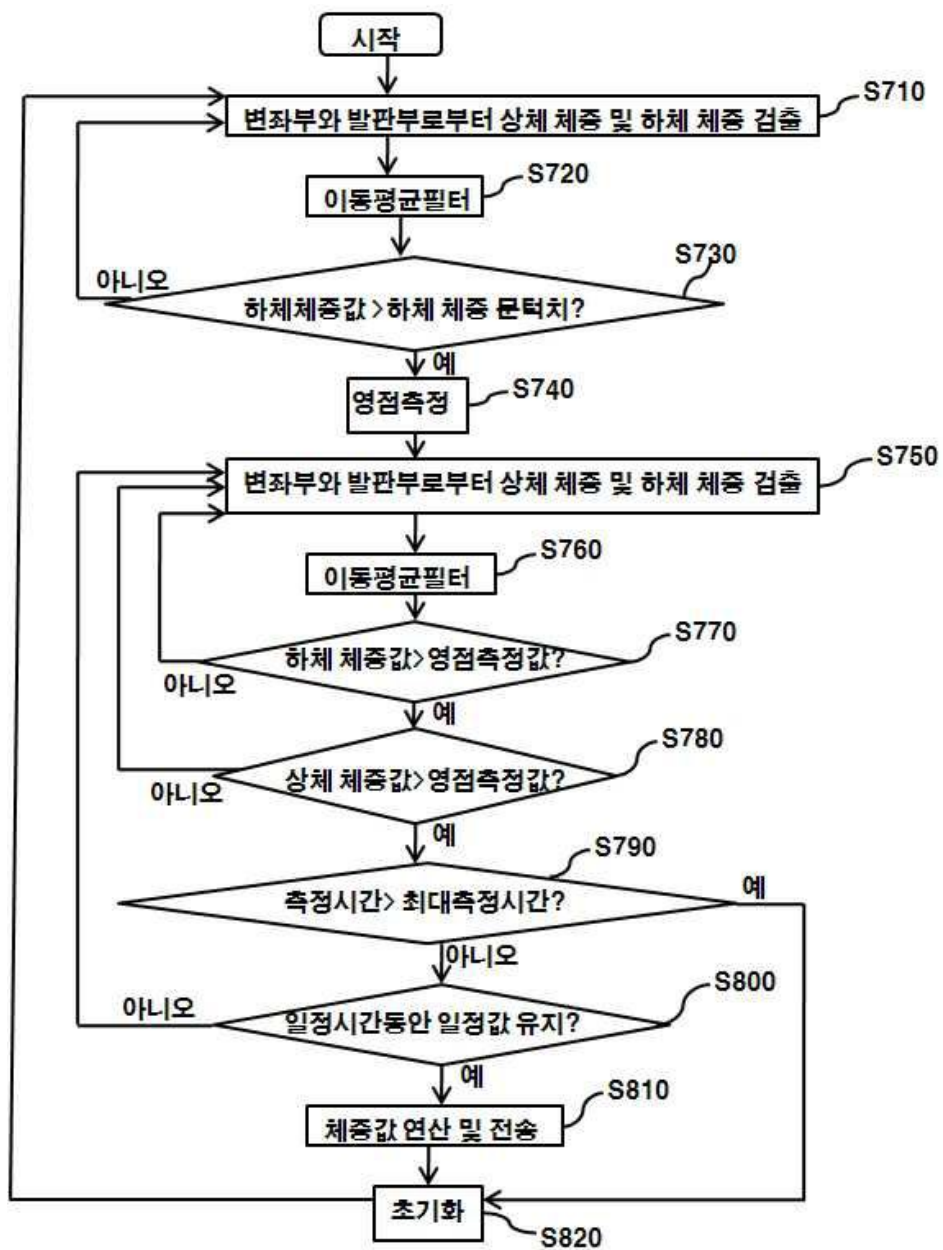 시작
S710
변좌부와 발판부로부터 상체 체중 및 하체 체중 검출
S720
이동평균필터
S730
아니오
하체체중값 > 하체 체중 문턱치?
예
S740
영점측정
S750
변좌부와 발판부로부터 상체 체중 및 하체 체중 검출
S760
이동평균필터
S770
하체 체중값> 영점측정값?
아니오
예
S780
상체 체중값> 영점측정값?
아니오
예
S790
측정시간> 최대측정시간?
예
아니오
S800
아니오
일정시간동안 일정값 유지?
예
S810
체중값 연산 및 전송
초기화
S820